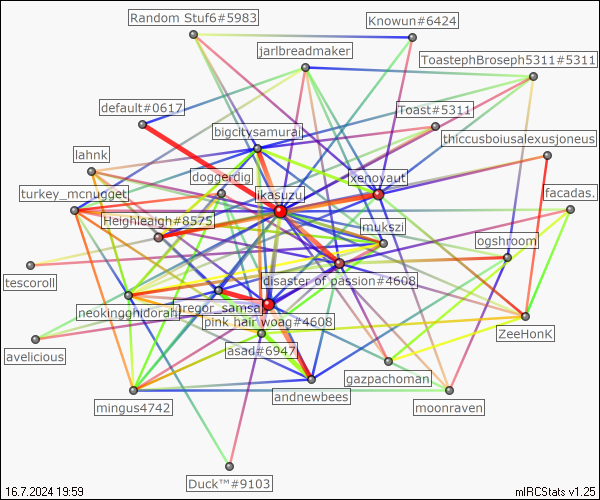 Random Stuf6#5983
Knowun#6424
jarlbreadmaker
ToastephBroseph5311#5311
default#0617
Toast#5311
bigcitysamurai
thiccsboiusalexusjoneus
lahnk
doggerdig
xenoyaut
turkey_mcnugget
ikasuzu
facadas.
Heighleaigh#8575
mukszi
ogshroom
tescoroll
disaster of passion#4608
neokingghidorah
gregor_samsa
pink hair woag#4608
ZeeHonK
avelicious
asad#6947
gazpachoman
mingus4742
andnewbees
moonraven
Duck™#9103
16.7.2024 19:59
mIRCStats v1.25